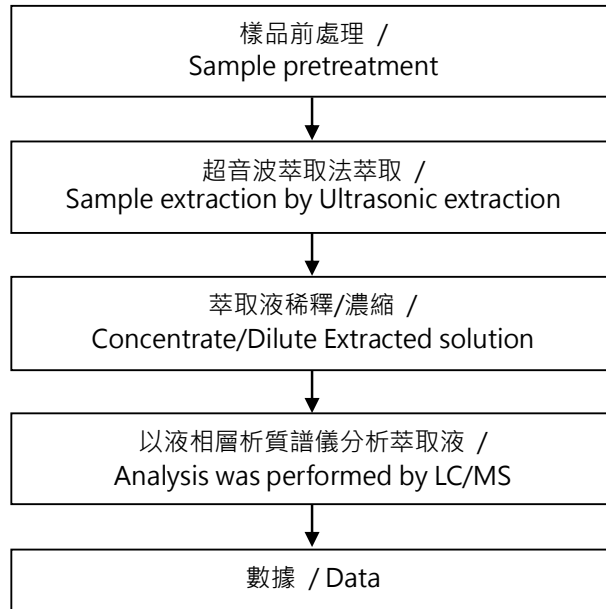 樣品前處理 /
Sample pretreatment
超音波萃取法萃取 /
Sample extraction by Ultrasonic extraction
萃取液稀釋/濃縮 /
Concentrate/Dilute Extracted solution
以液相層析質譜儀分析萃取液 /
Analysis was performed by LC/MS
數據 / Data